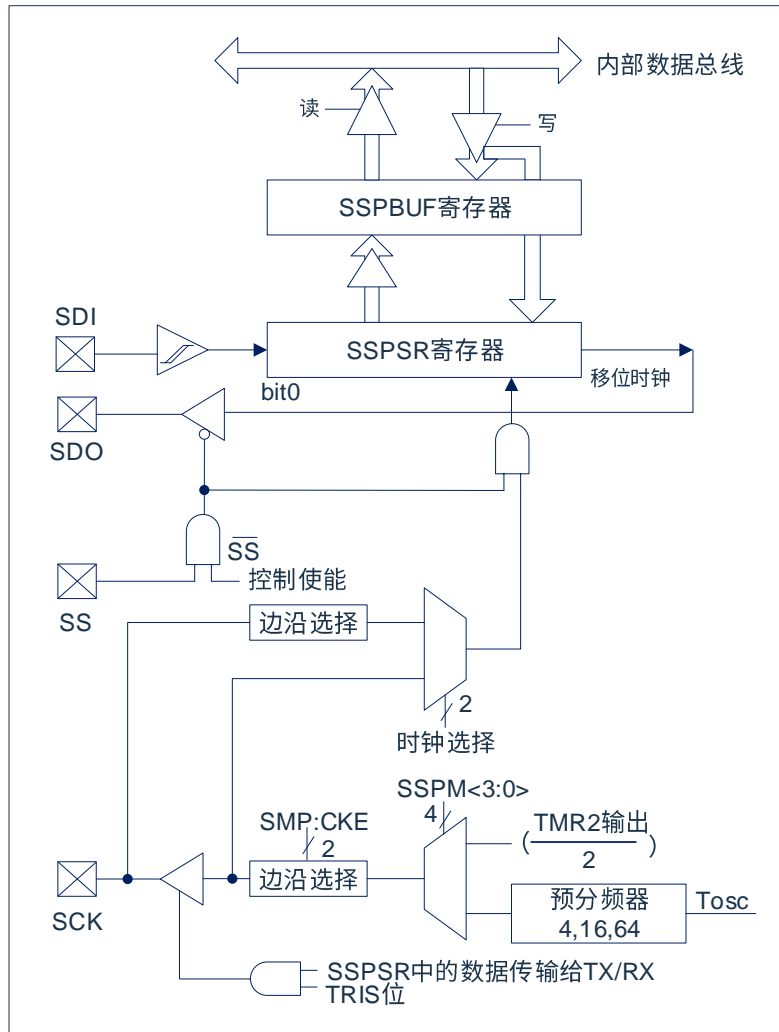 内部数据总线
读
写
SSPBUF寄存器
SDI
SSPSR寄存器
移位时钟
bit0
SDO
SS
控制使能
SS
边沿选择
2
时钟选择
SSPM<3:0>
4
SMP:CKE
2
(TMR2输出
2)
边沿选择
预分频器
4,16,64
Tosc
SCK
SSPSR中的数据传输给TX/RX
TRIS位